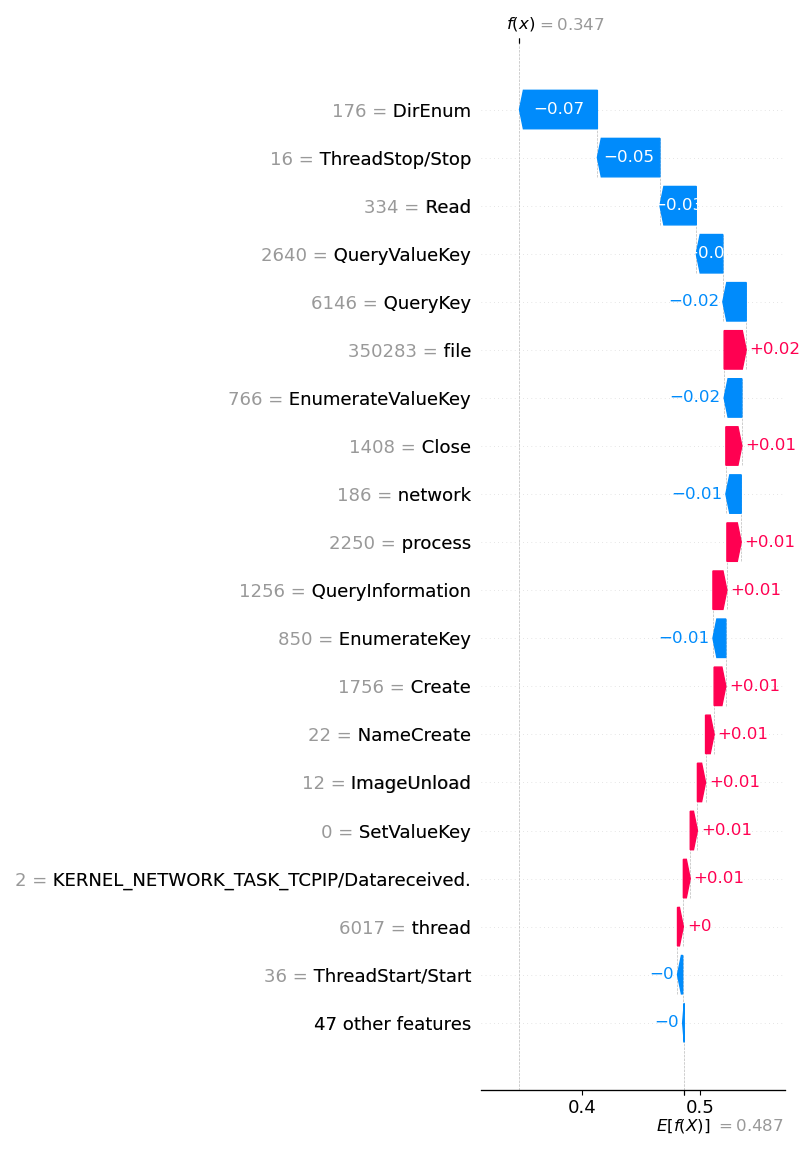 f(x) = 0.347
176 = DirEnum −0.07
16 = ThreadStop/Stop −0.05
334 = Read −0.03
2640 = QueryValueKey −0.0
6146 = QueryKey −0.02
350283 = file +0.02
766 = EnumerateValueKey −0.02
1408 = Close +0.01
186 = network −0.01
2250 = process +0.01
1256 = QueryInformation +0.01
850 = EnumerateKey −0.01
1756 = Create +0.01
22 = NameCreate +0.01
12 = ImageUnload +0.01
0 = SetValueKey +0.01
2 = KERNEL_NETWORK_TASK_TCPIP/Datareceived. +0.01
6017 = thread +0
36 = ThreadStart/Start −0
47 other features −0
0.4 0.5
E[f(X)] = 0.487